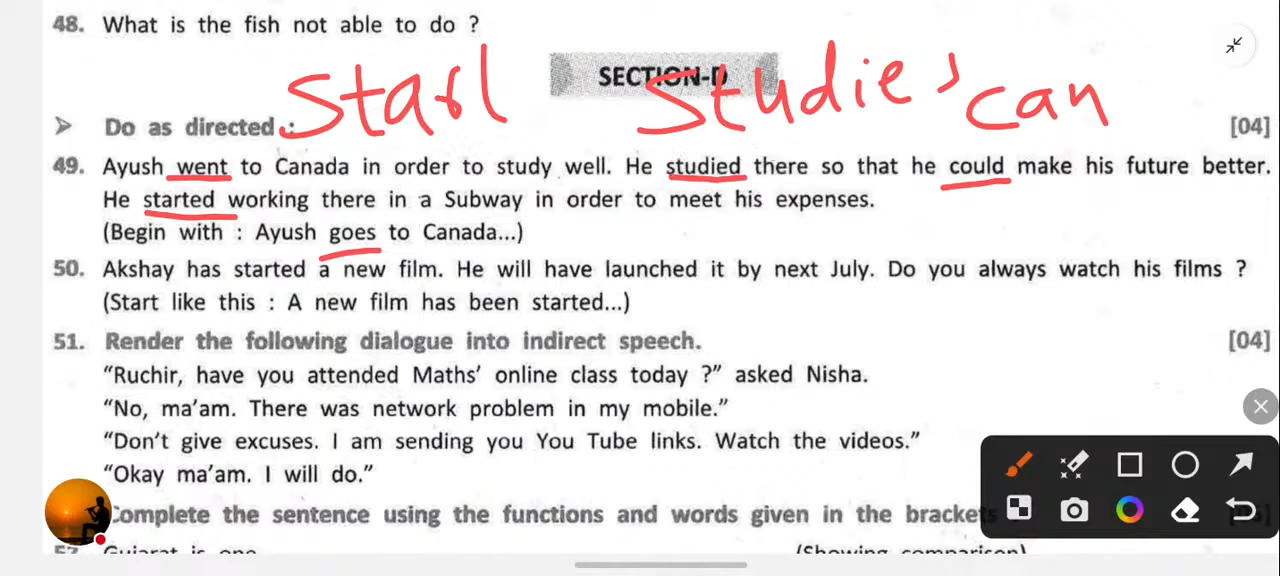 48. What is the fish not able to do ?
Start Studies can
SECTION-D
Do as directed : [04]
49. Ayush went to Canada in order to study well. He studied there so that he could make his future better.
He started working there in a Subway in order to meet his expenses.
(Begin with : Ayush goes to Canada...)
50. Akshay has started a new film. He will have launched it by next July. Do you always watch his films ?
(Start like this : A new film has been started...)
51. Render the following dialogue into indirect speech. [04]
"Ruchir, have you attended Maths' online class today ?" asked Nisha.
"No, ma'am. There was network problem in my mobile."
"Don't give excuses. I am sending you You Tube links. Watch the videos."
"Okay ma'am. I will do."
Complete the sentence using the functions and words given in the brackets
Gujarat is one (Showing comparison)